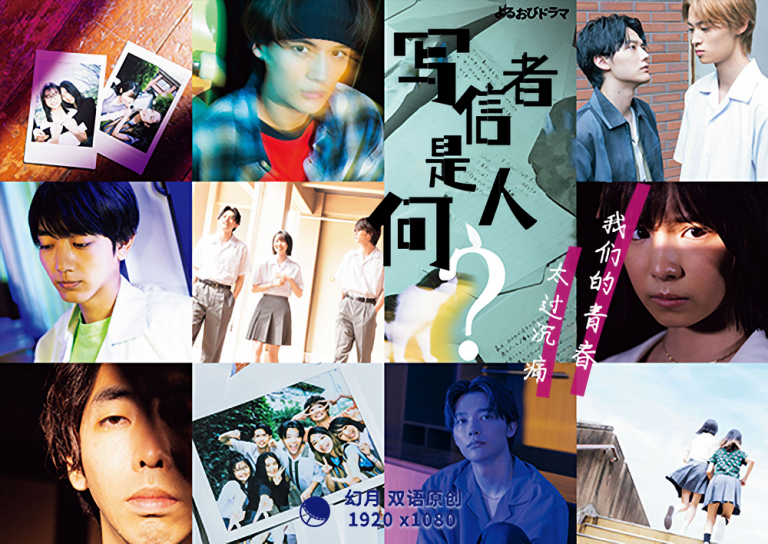 よるおびドラマ
写信者
是
何人
?
我们的青春
太过沉痛
幻月 双语原创
1920 x1080